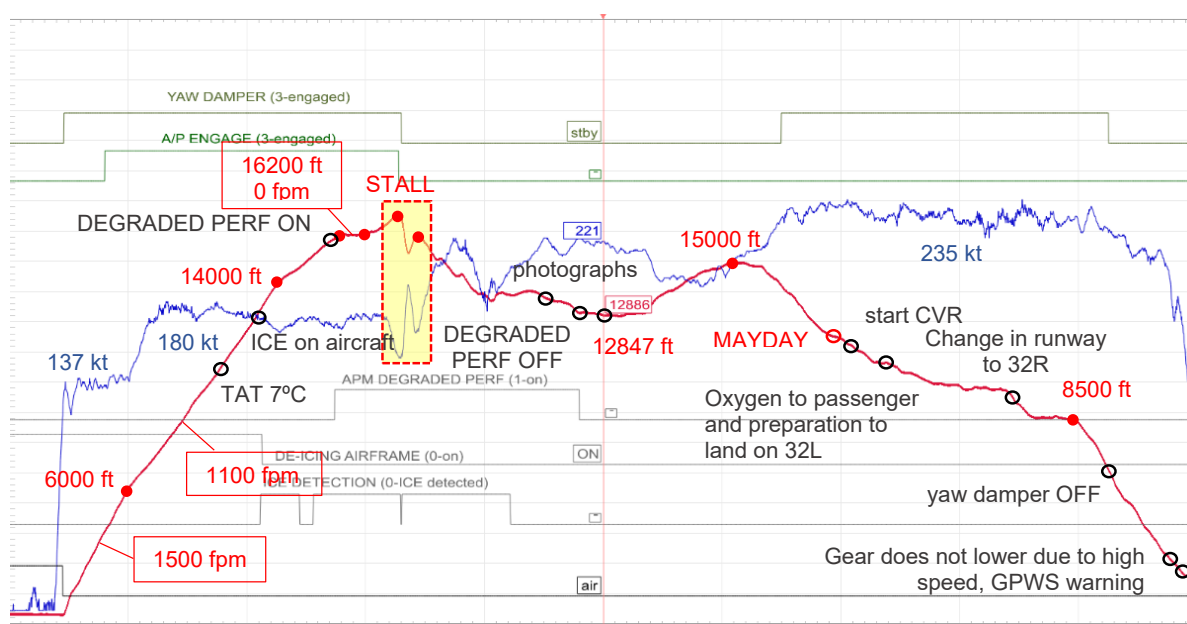 YAW DAMPER (3-engaged)
stby
A/P ENGAGE (3-engaged)
16200 ft
0 fpm
STALL
DEGRADED PERF ON
14000 ft
221
15000 ft
235 kt
photographs
12886
start CVR
180 kt
ICE on aircraft
DEGRADED
PERF OFF
12847 ft
MAYDAY
Change in runway
to 32R
137 kt
TAT 7ºC
APM DEGRADED PERF (1-on)
8500 ft
Oxygen to passenger
and preparation to
land on 32L
DE-ICING AIRFRAME (0-on)
ON
6000 ft
1100 fpm
ICE DETECTION (0-ICE detected)
yaw damper OFF
1500 fpm
Gear does not lower due to high
speed, GPWS warning
air